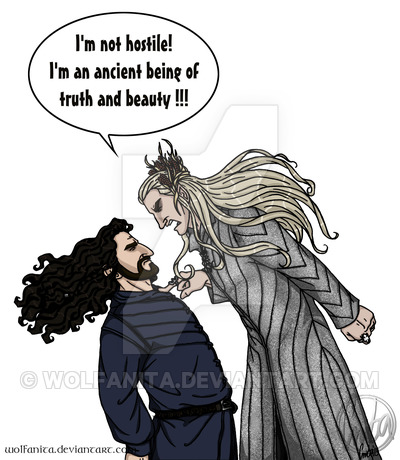 I'm not hostile!
I'm an ancient being of
truth and beauty !!!
© WOLFANITA.DEVIANTART.COM
wolfanita.deviantart.com